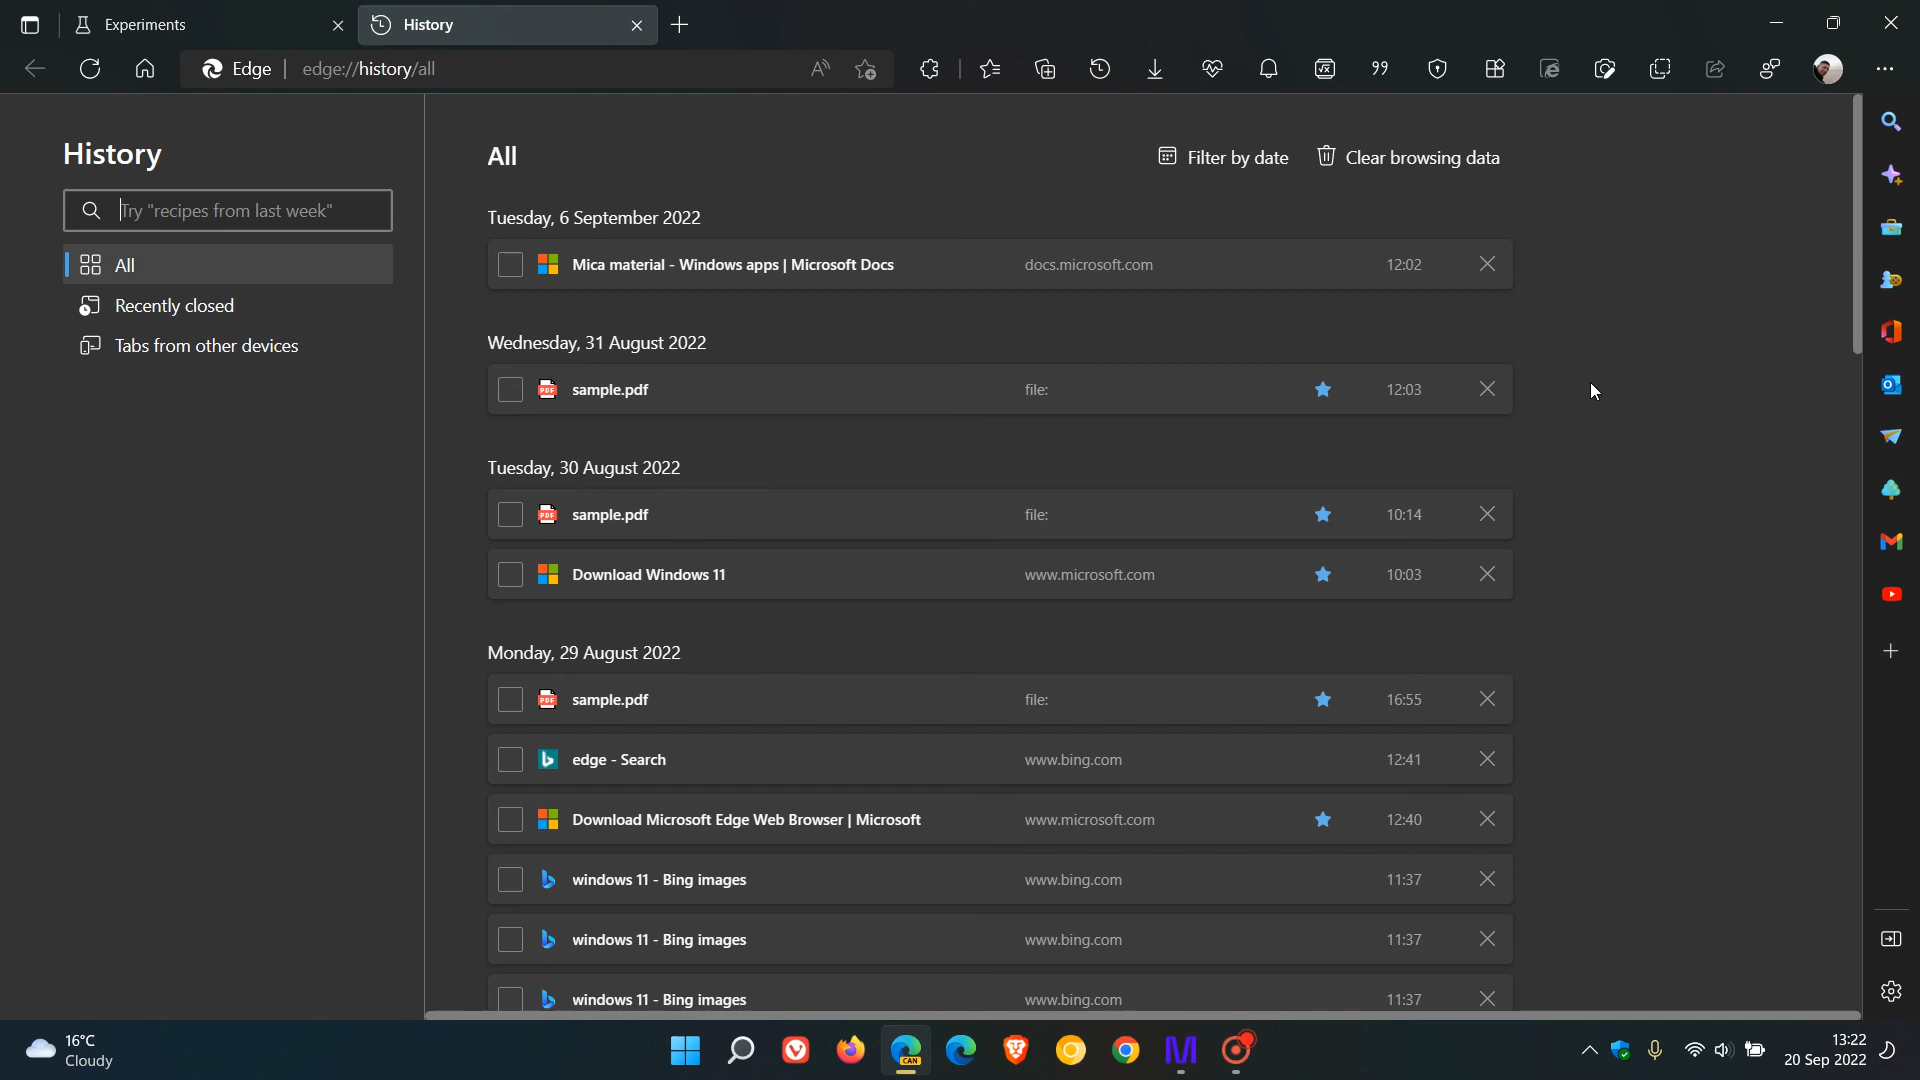 Experiments
History
Edge
edge://history/all
History
Try "recipes from last week"
All
Recently closed
Tabs from other devices
All
Filter by date
Clear browsing data
Tuesday, 6 September 2022
Mica material - Windows apps | Microsoft Docs docs.microsoft.com 12:02
Wednesday, 31 August 2022
PDF sample.pdf file: 12:03
Tuesday, 30 August 2022
PDF sample.pdf file: 10:14
Download Windows 11 www.microsoft.com 10:03
Monday, 29 August 2022
PDF sample.pdf file: 16:55
edge - Search www.bing.com 12:41
Download Microsoft Edge Web Browser | Microsoft www.microsoft.com 12:40
windows 11 - Bing images www.bing.com 11:37
windows 11 - Bing images www.bing.com 11:37
windows 11 - Bing images www.bing.com 11:37
16°C
Cloudy
CAN
13:22
20 Sep 2022